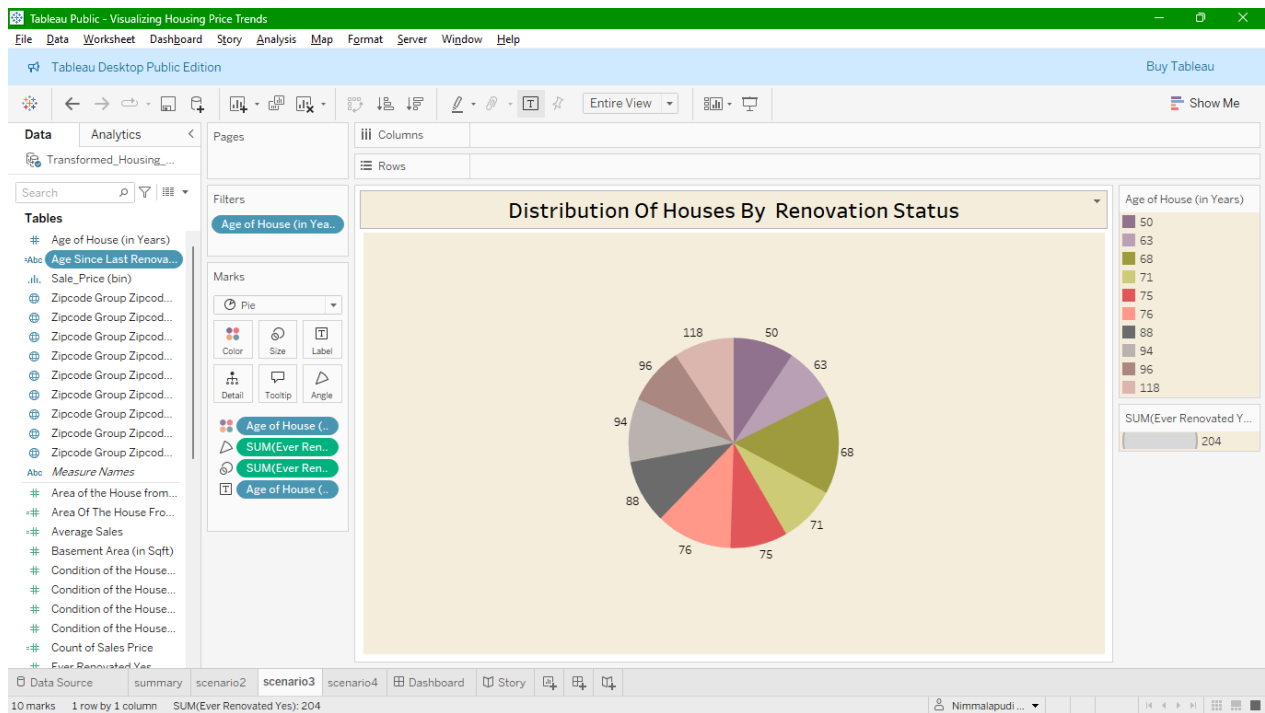 Tableau Public - Visualizing Housing Price Trends
File Data Worksheet Dashboard Story Analysis Map Format Server Window Help
Tableau Desktop Public Edition
Buy Tableau
Entire View
Show Me
Data
Analytics
Transformed_Housing_...
Search
Tables
Age of House (in Years)
Abc Age Since Last Renova...
Sale_Price (bin)
Zipcode Group Zipcod...
Zipcode Group Zipcod...
Zipcode Group Zipcod...
Zipcode Group Zipcod...
Zipcode Group Zipcod...
Zipcode Group Zipcod...
Zipcode Group Zipcod...
Zipcode Group Zipcod...
Zipcode Group Zipcod...
Abc Measure Names
Area of the House from...
Area Of The House Fro...
Average Sales
Basement Area (in Sqft)
Condition of the House...
Condition of the House...
Condition of the House...
Condition of the House...
Count of Sales Price
Ever Renovated Yes
Pages
Filters
Age of House (in Yea..
Marks
Pie
Color
Size
Label
Detail
Tooltip
Angle
Age of House (..
SUM(Ever Ren..
SUM(Ever Ren..
Age of House (..
Columns
Rows
Distribution Of Houses By Renovation Status
118
50
96
63
94
68
88
71
76
75
Age of House (in Years)
50
63
68
71
75
76
88
94
96
118
SUM(Ever Renovated Y...
204
Data Source
summary
scenario2
scenario3
scenario4
Dashboard
Story
10 marks
1 row by 1 column
SUM(Ever Renovated Yes): 204
Nimmalapudi ...